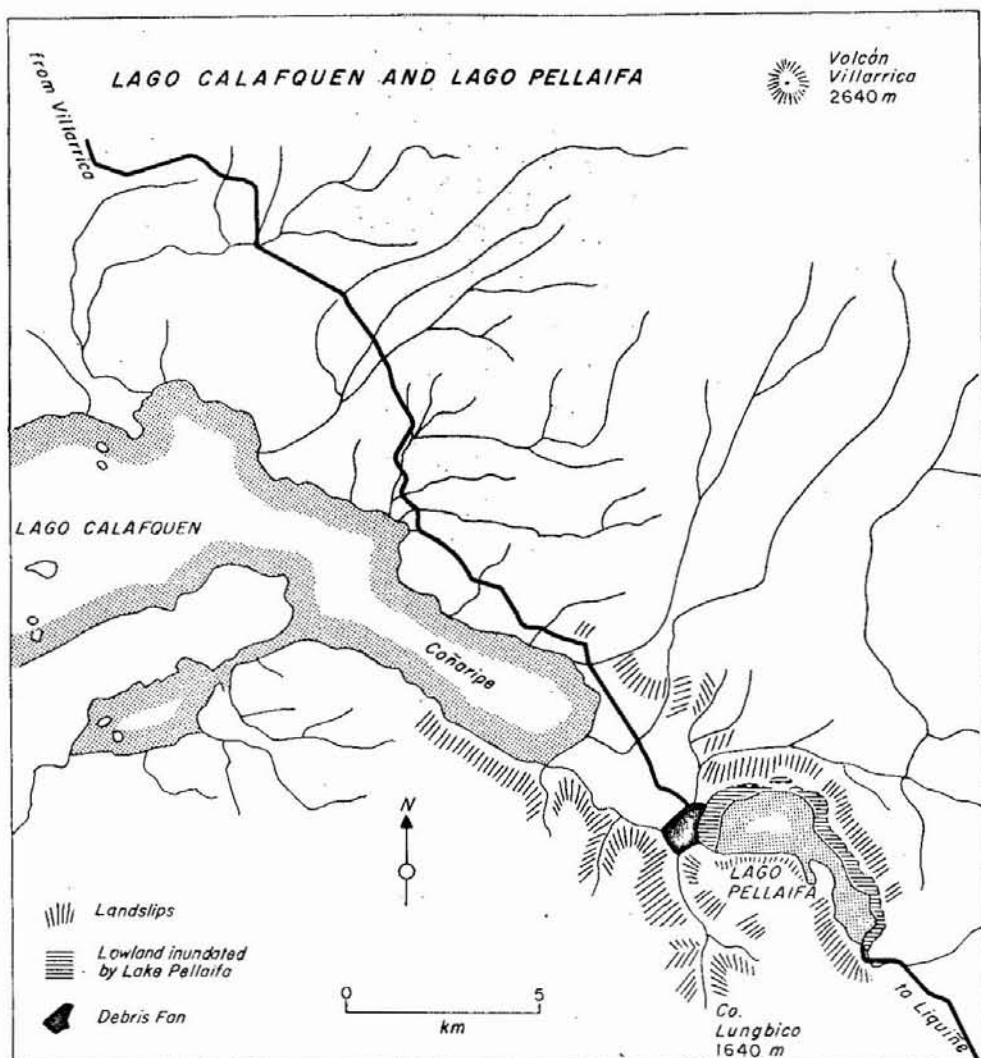 LAGO CALAFQUEN AND LAGO PELLAIFA
Volcán
Villarrica
2640 m
from Villarrica
LAGO CALAFQUEN
Coñaripe
N
LAGO
PELLAIFA
Landslips
Lowland inundated
by Lake Pellaifa
Debris Fan
0 5
km
Co.
Lungbico
1640 m
to Liquiñe